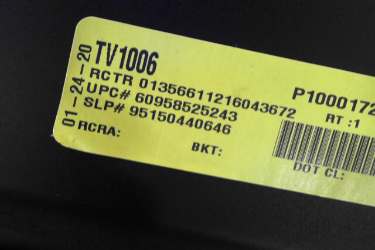 01-24-20
TV1006
RCTR 01356611216043672
UPC# 60958525243
SLP# 95150440646
RCRA:
BKT:
P1000172
RT :1
DOT CL: